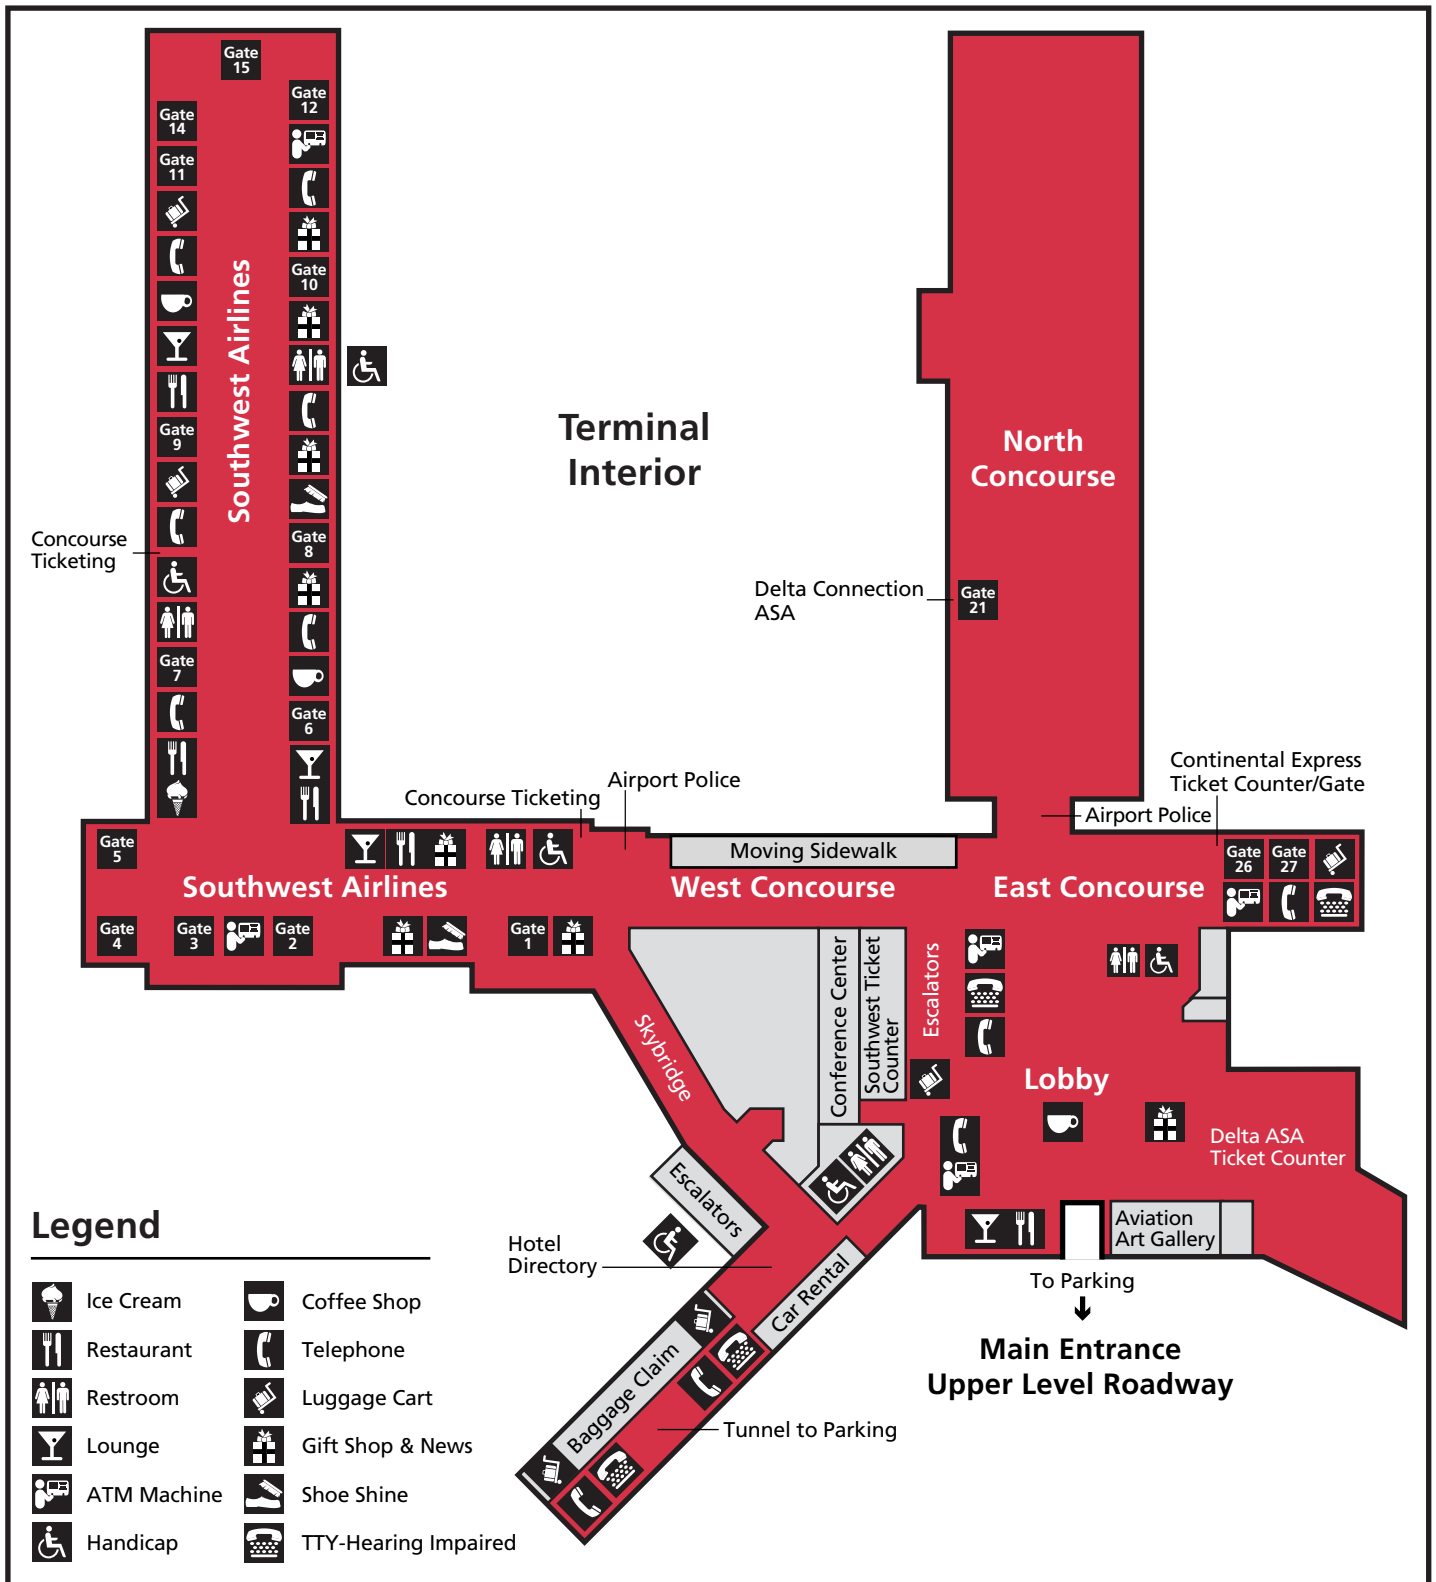 Gate
15
Gate
12
Gate
14
Gate
11
Gate
10
Southwest Airlines
Gate
9
Terminal
Interior
North
Concourse
Concourse
Ticketing
Gate
8
Delta Connection
ASA
Gate
21
Gate
7
Gate
6
Concourse Ticketing
Airport Police
Continental Express
Ticket Counter/Gate
Airport Police
Gate
5
Moving Sidewalk
Gate
26
Gate
27
Southwest Airlines
West Concourse
East Concourse
Gate
4
Gate
3
Gate
2
Gate
1
Skybridge
Conference Center
Southwest Ticket
Counter
Escalators
Lobby
Delta ASA
Ticket Counter
Escalators
Aviation
Art Gallery
Hotel
Directory
Car Rental
To Parking
Main Entrance
Upper Level Roadway
Baggage Claim
Tunnel to Parking
Legend
Ice Cream
Coffee Shop
Restaurant
Telephone
Restroom
Luggage Cart
Lounge
Gift Shop & News
ATM Machine
Shoe Shine
Handicap
TTY-Hearing Impaired